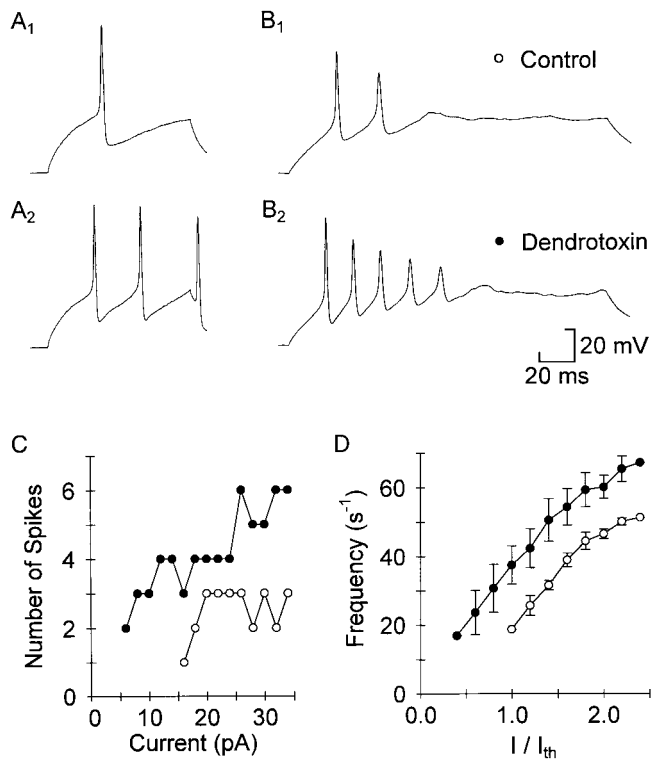 A1
B1
Control
A2
B2
Dendrotoxin
20 mV
20 ms
C
6
4
2
0
Number of Spikes
0 10 20 30
Current (pA)
D
60
40
20
0
Frequency (s-1)
0.0 1.0 2.0
I / Ith